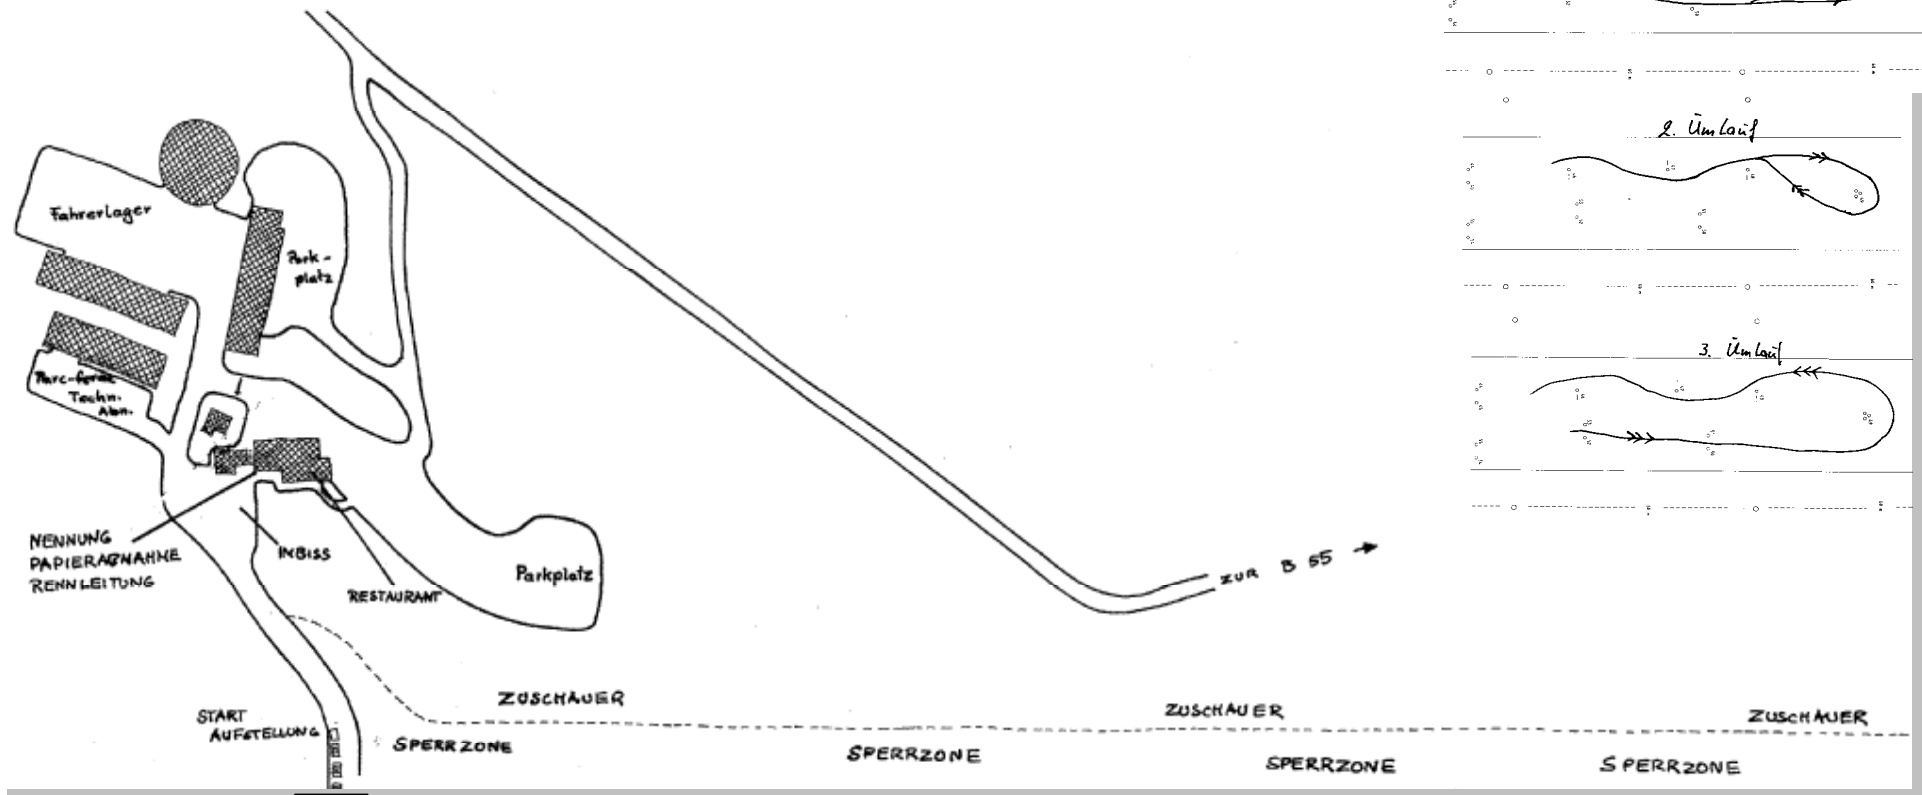 2. Umlauf
3. Umlauf
Fahrerlager
Park-
platz
Parc-fermé
Techn.
Abn.
NENNUNG
PAPIERABNAHME
RENNLEITUNG
IMBISS
RESTAURANT
Parkplatz
ZUR B 55
START
AUFSTELLUNG
ZUSCHAUER
ZUSCHAUER
ZUSCHAUER
SPERRZONE
SPERRZONE
SPERRZONE
SPERRZONE